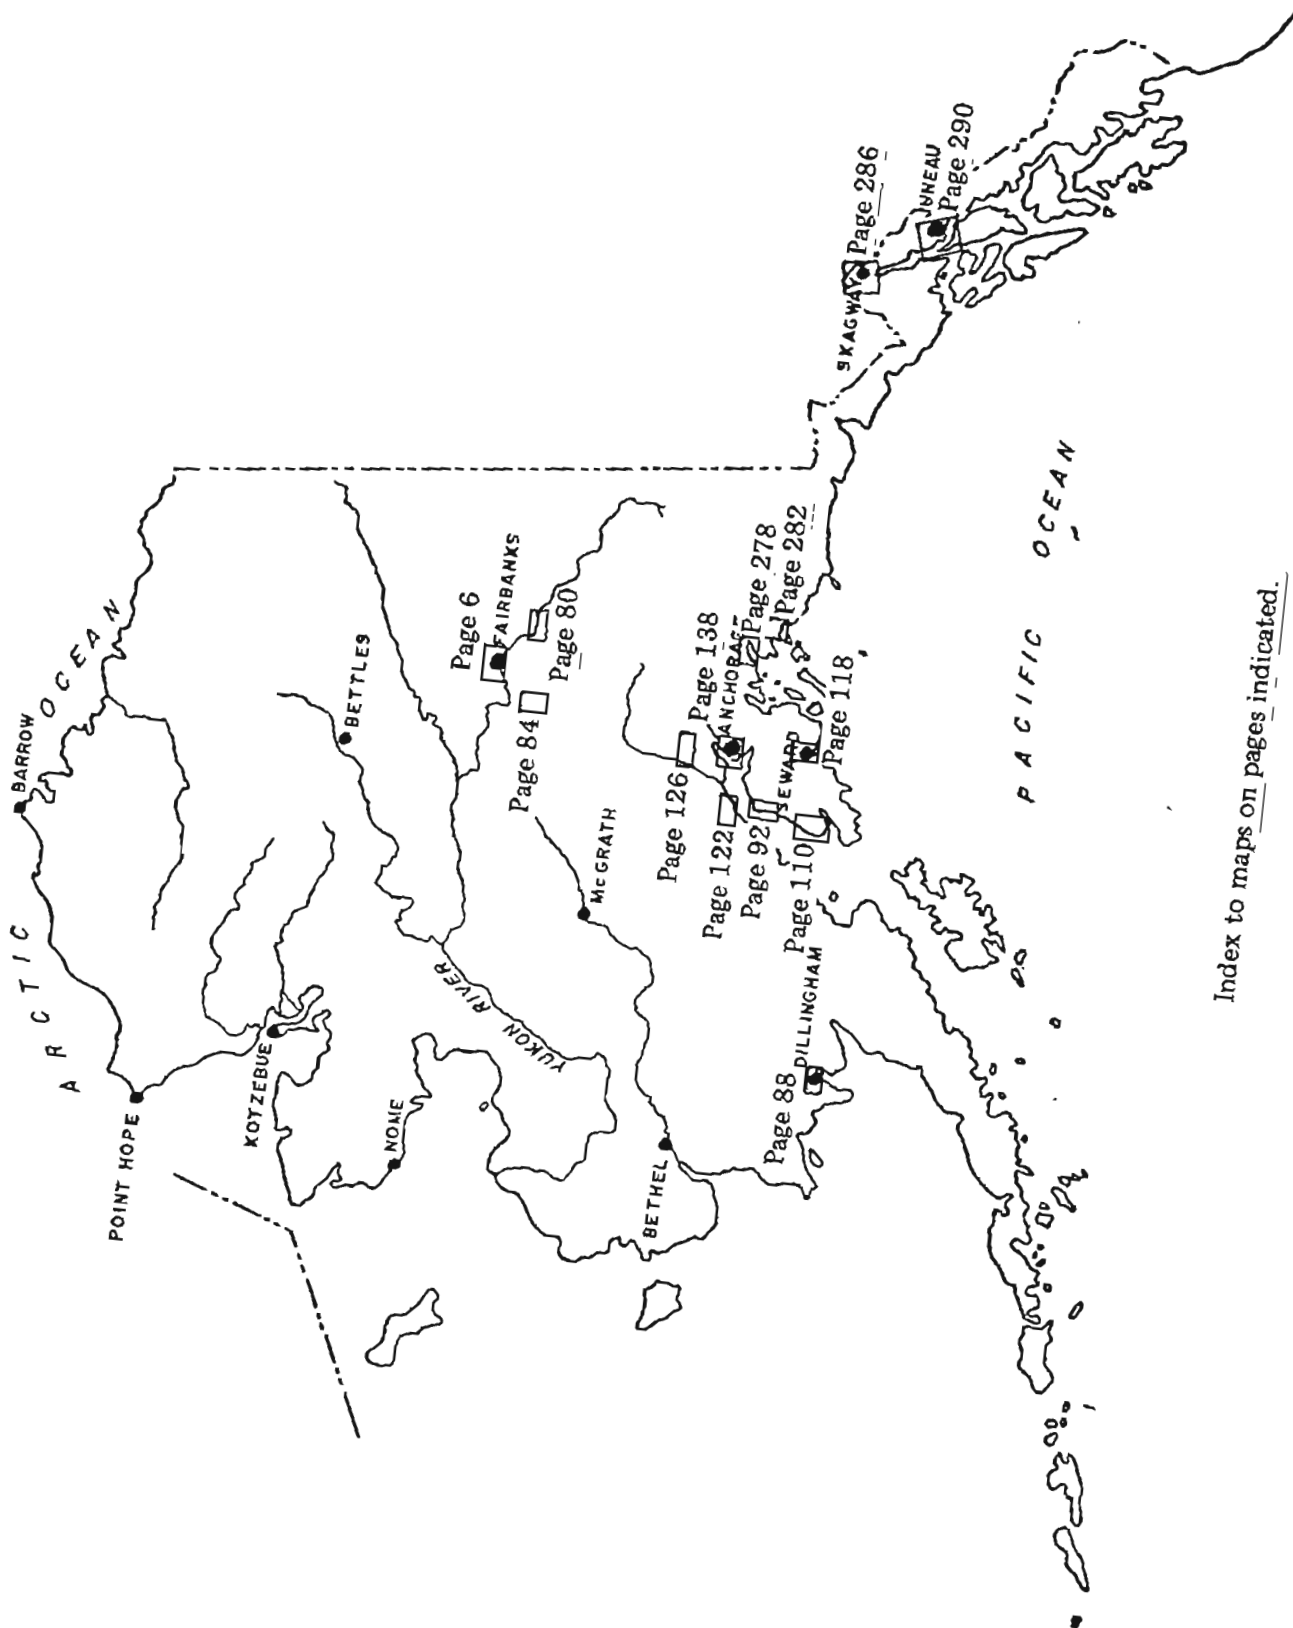 ARCTIC OCEAN
BARROW
POINT HOPE
KOTZEBUE
NOME
BETTLES
YUKON RIVER
Page 6
FAIRBANKS
Page 80
Page 84
McGRATH
BETHEL
Page 126
Page 138
ANCHORAGE
Page 278
Page 282
Page 122
Page 92
SEWARD
Page 118
Page 110
DILLINGHAM
Page 88
SKAGWAY
Page 286
JUNEAU
Page 290
PACIFIC OCEAN
Index to maps on pages indicated.